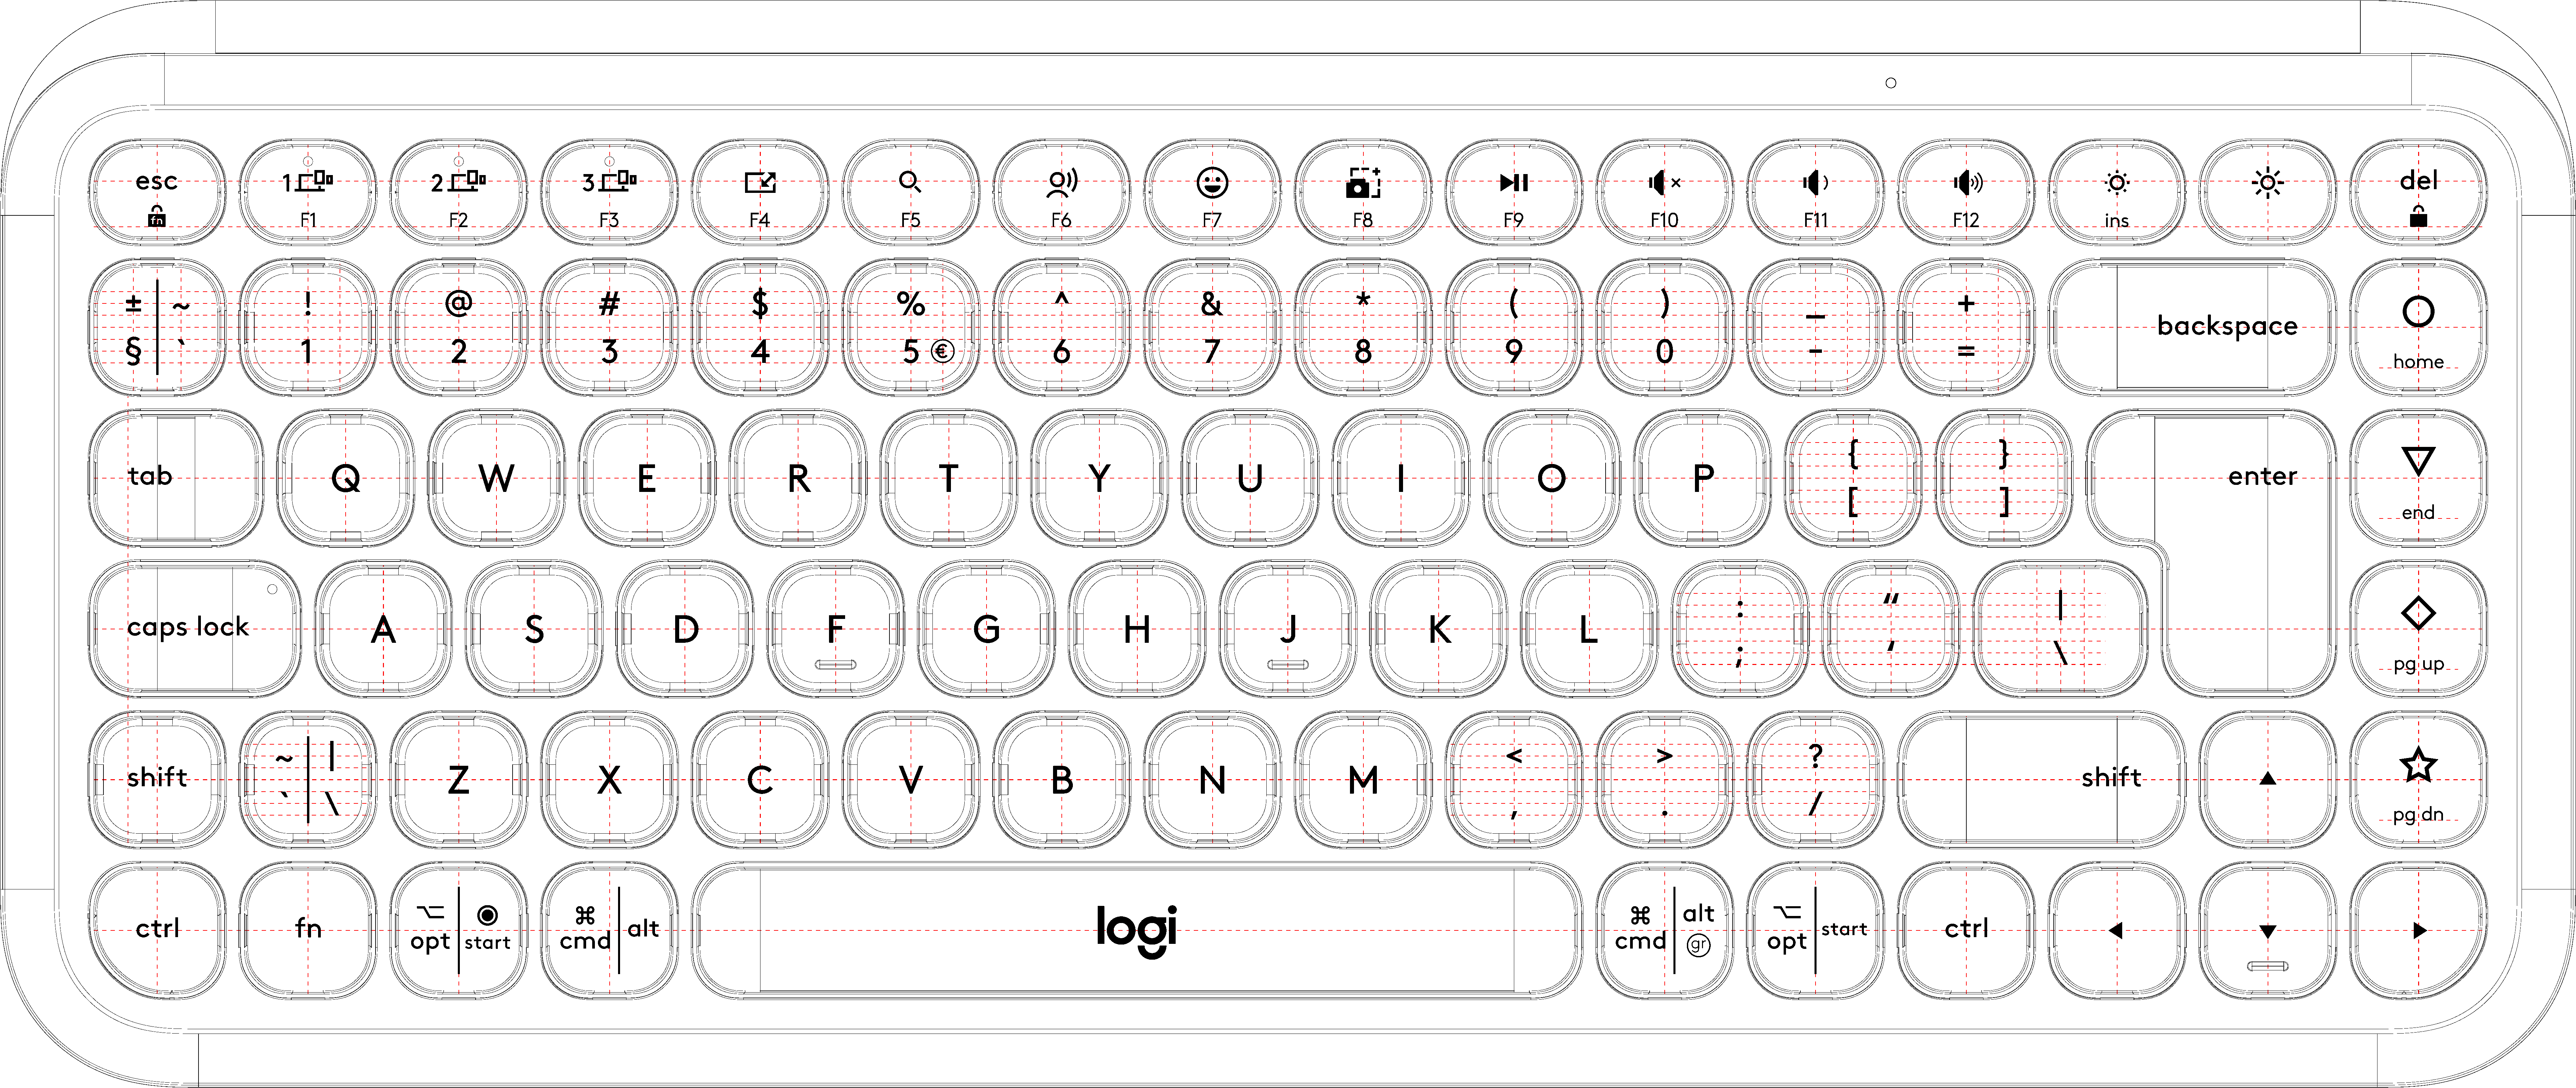 esc 1 2 3 del
fn F1 F2 F3 F4 F5 F6 F7 F8 F9 F10 F11 F12 ins
± ~ ! @ # $ % ^ & * ( ) _ +
§ ` 1 2 3 4 5 € 6 7 8 9 0 - = backspace home
tab Q W E R T Y U I O P { } enter
[ ] end
caps lock A S D F G H J K L : “ |
; ‘ \ pg up
shift ~ | Z X C V B N M < > ? shift
` \ , . / pg dn
ctrl fn ⌥ opt start ⌘ cmd alt logi ⌘ cmd alt gr ⌥ opt start ctrl